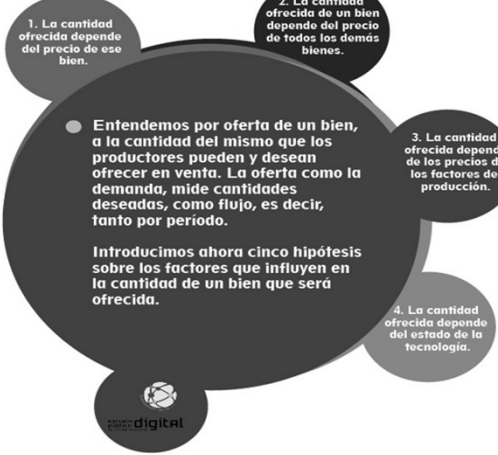 1. La cantidad
ofrecida depende
del precio de ese
bien.
2. La cantidad
ofrecida de un bien
depende del precio
de todos los demás
bienes.
Entendemos por oferta de un bien,
a la cantidad del mismo que los
productores pueden y desean
ofrecer en venta. La oferta como la
demanda, mide cantidades
deseadas, como flujo, es decir,
tanto por período.
Introducimos ahora cinco hipótesis
sobre los factores que influyen en
la cantidad de un bien que será
ofrecida.
3. La cantidad
ofrecida depend
de los precios d
los factores de
producción.
4. La cantidad
ofrecida depende
del estado de la
tecnología.
digital